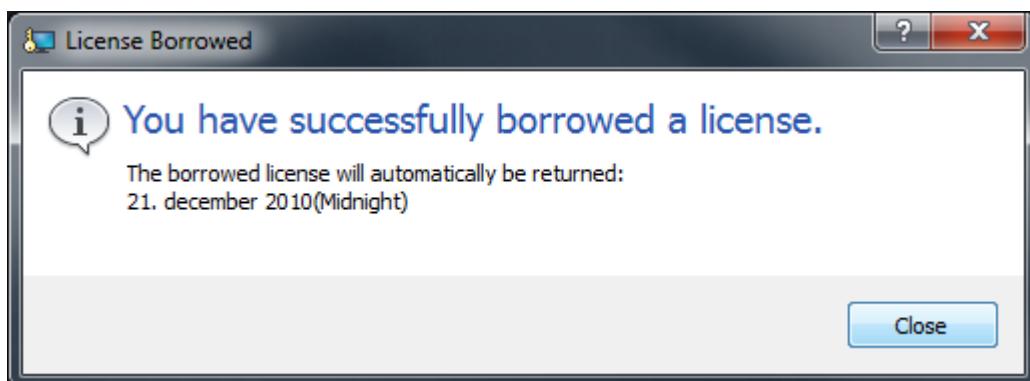 License Borrowed
?
X
i
You have successfully borrowed a license.
The borrowed license will automatically be returned:
21. december 2010(Midnight)
Close